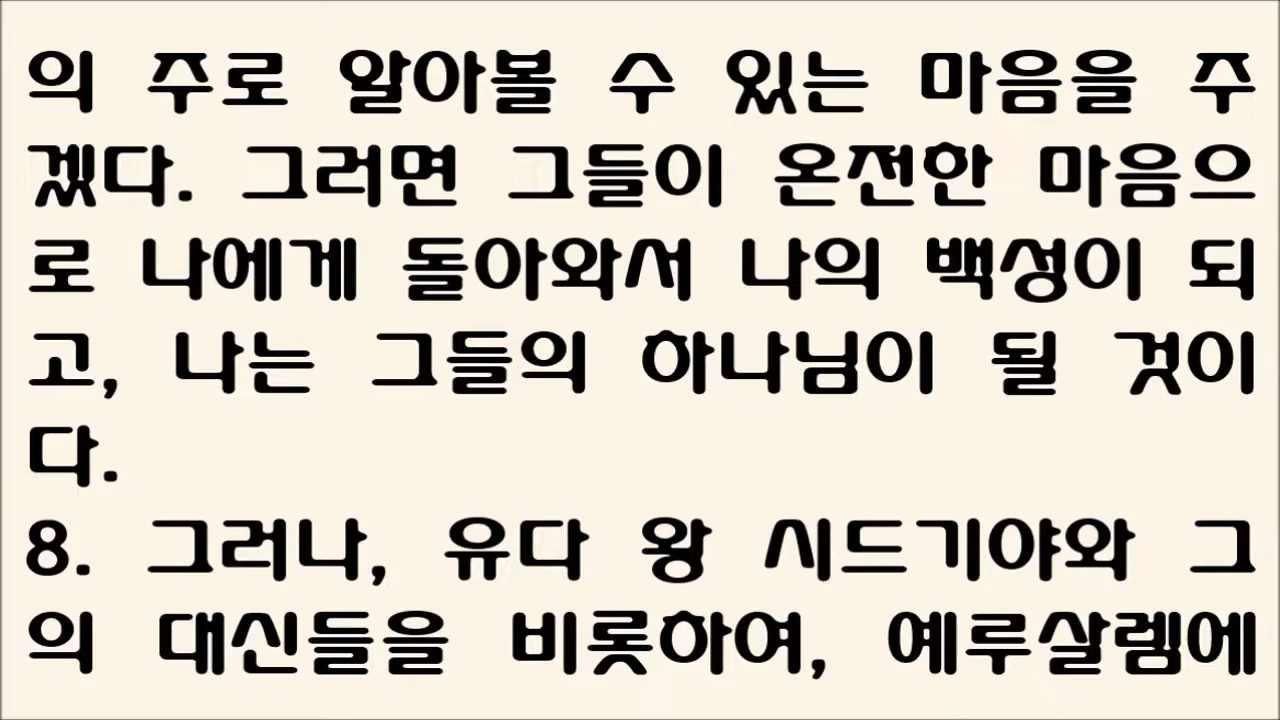 의 주로 알아볼 수 있는 마음을 주
겠다. 그러면 그들이 온전한 마음으
로 나에게 돌아와서 나의 백성이 되
고, 나는 그들의 하나님이 될 것이
다.
8. 그러나, 유다 왕 시드기야와 그
의 대신들을 비롯하여, 예루살렘에